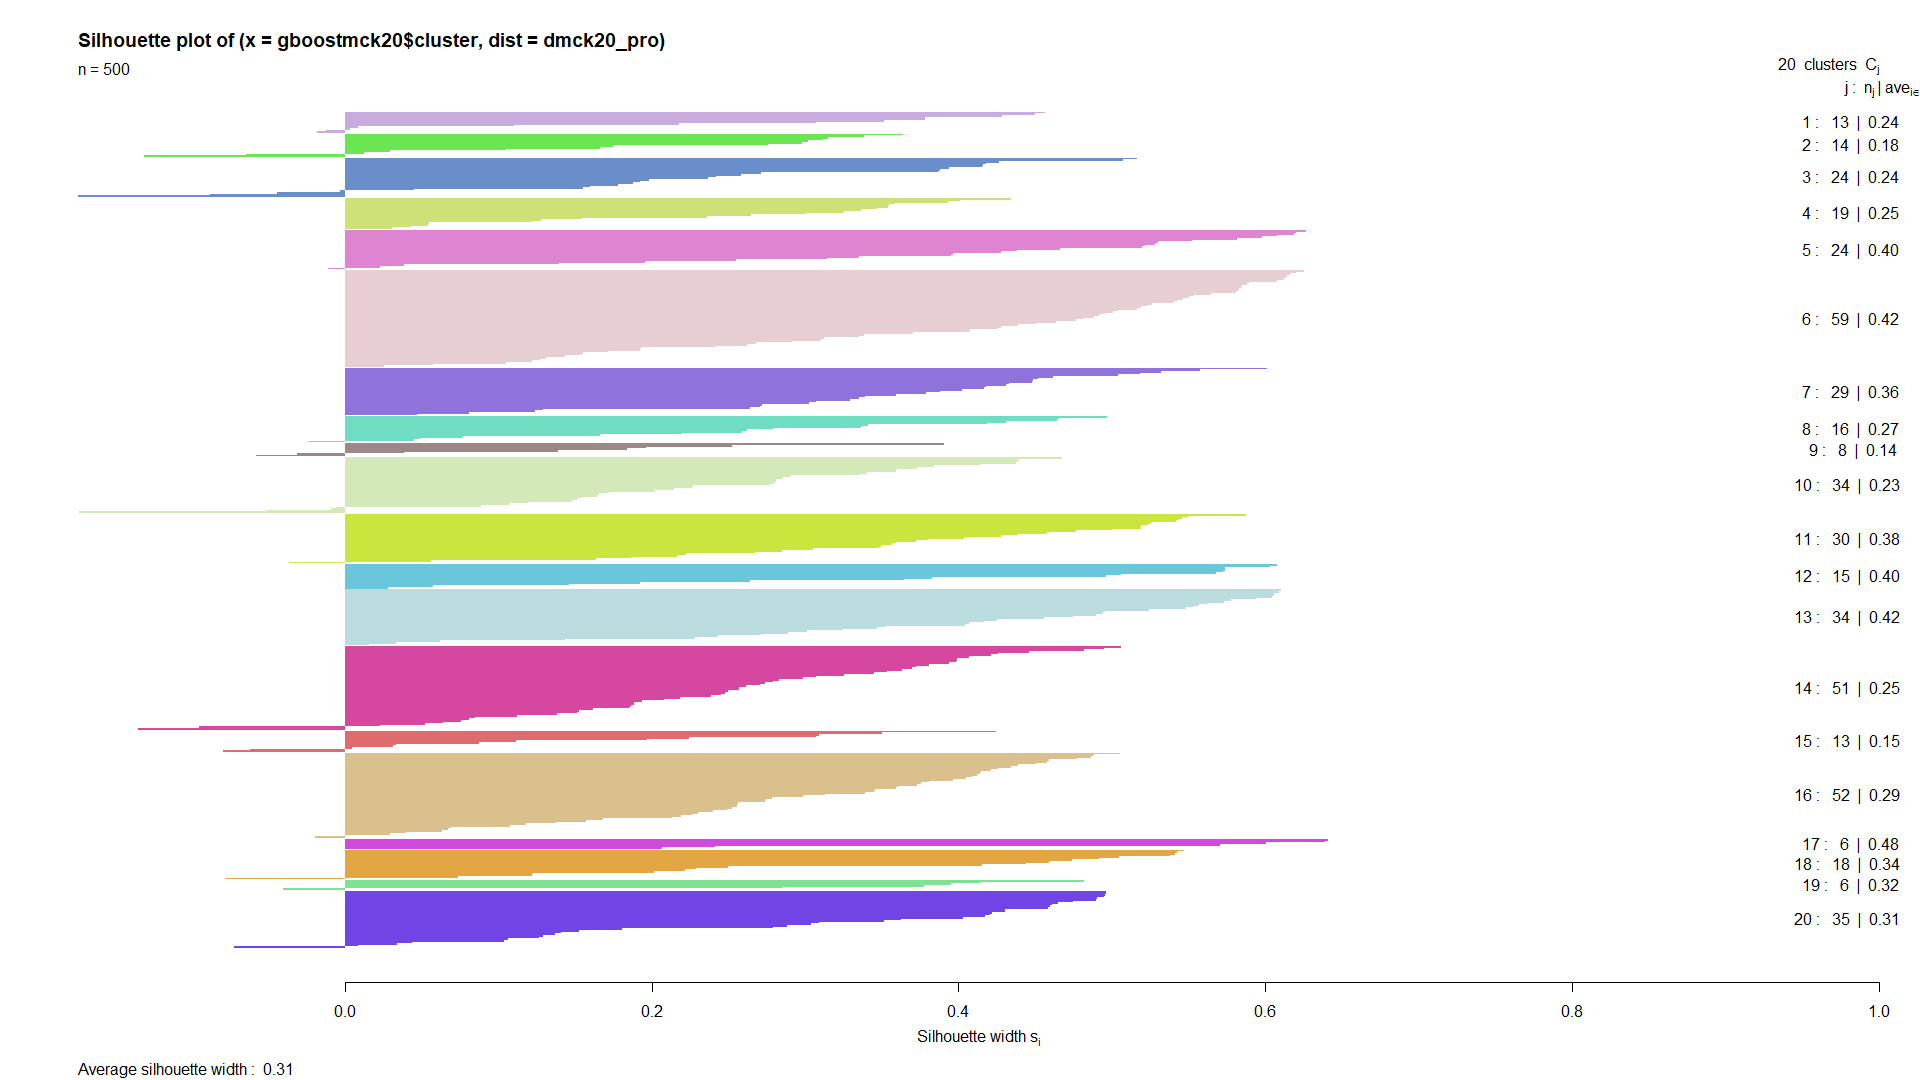 Silhouette plot of (x = gboostmck20$cluster, dist = dmck20_pro)
n = 500
20 clusters Cj
j : nj | avei∈
1 : 13 | 0.24
2 : 14 | 0.18
3 : 24 | 0.24
4 : 19 | 0.25
5 : 24 | 0.40
6 : 59 | 0.42
7 : 29 | 0.36
8 : 16 | 0.27
9 : 8 | 0.14
10 : 34 | 0.23
11 : 30 | 0.38
12 : 15 | 0.40
13 : 34 | 0.42
14 : 51 | 0.25
15 : 13 | 0.15
16 : 52 | 0.29
17 : 6 | 0.48
18 : 18 | 0.34
19 : 6 | 0.32
20 : 35 | 0.31
0.0 0.2 0.4 0.6 0.8 1.0
Silhouette width si
Average silhouette width : 0.31